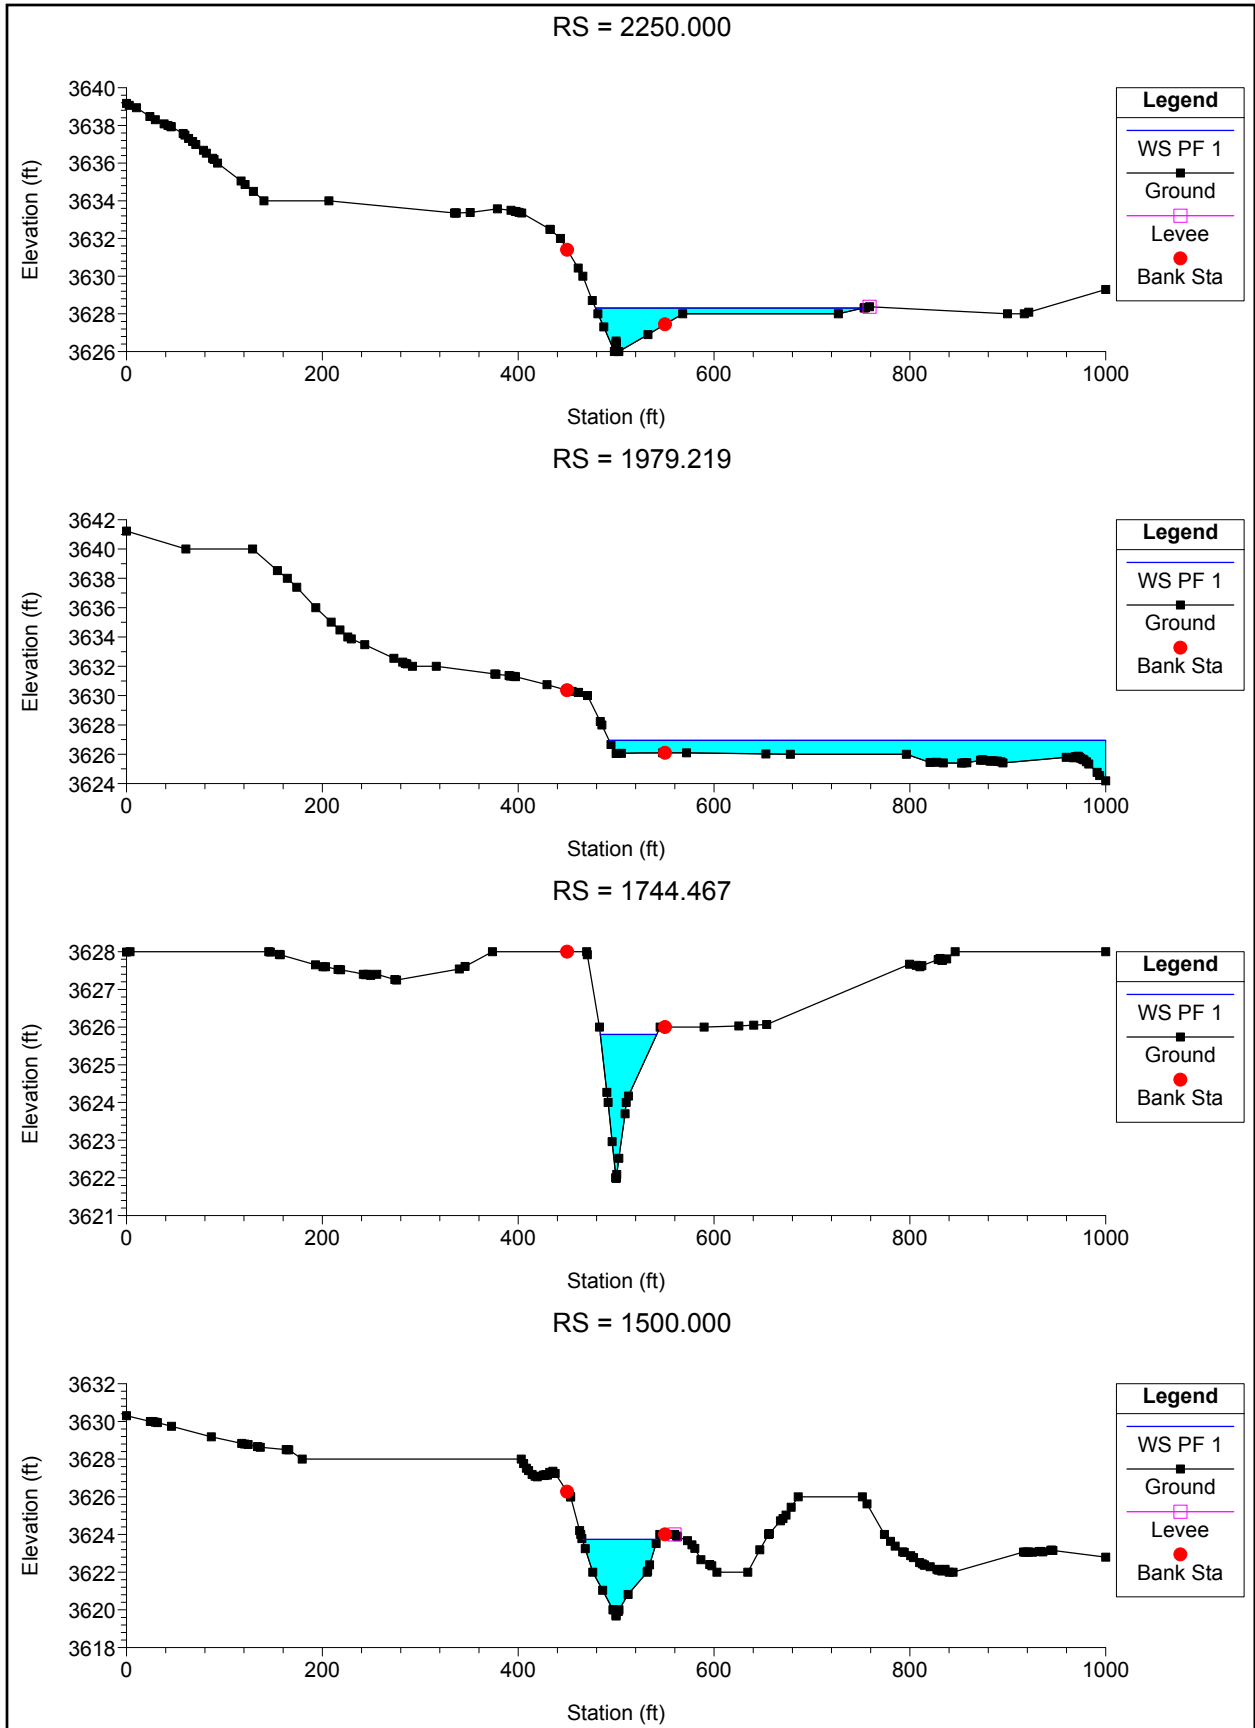 RS = 2250.000
3640
3638
3636
3634
3632
3630
3628
3626
Elevation (ft)
0 200 400 600 800 1000
Station (ft)
Legend
WS PF 1
Ground
Levee
Bank Sta
RS = 1979.219
3642
3640
3638
3636
3634
3632
3630
3628
3626
3624
Elevation (ft)
0 200 400 600 800 1000
Station (ft)
Legend
WS PF 1
Ground
Bank Sta
RS = 1744.467
3628
3627
3626
3625
3624
3623
3622
3621
Elevation (ft)
0 200 400 600 800 1000
Station (ft)
Legend
WS PF 1
Ground
Bank Sta
RS = 1500.000
3632
3630
3628
3626
3624
3622
3620
3618
Elevation (ft)
0 200 400 600 800 1000
Station (ft)
Legend
WS PF 1
Ground
Levee
Bank Sta